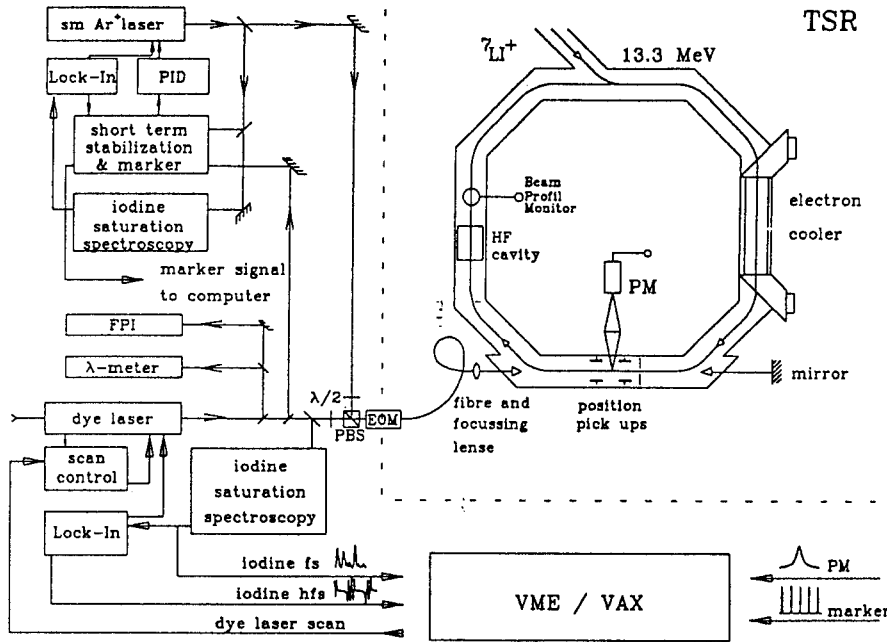 sm Ar+laser
TSR
7LI+
13.3 MeV
Lock-In
PID
short term
stabilization
& marker
iodine
saturation
spectroscopy
marker signal
to computer
Beam
Profil
Monitor
HF
cavity
PM
electron
cooler
FPI
λ-meter
dye laser
λ/2
PBS
EOM
fibre and
focussing
lense
position
pick ups
mirror
scan
control
iodine
saturation
spectroscopy
Lock-In
iodine fs
iodine hfs
dye laser scan
VME / VAX
PM
marker